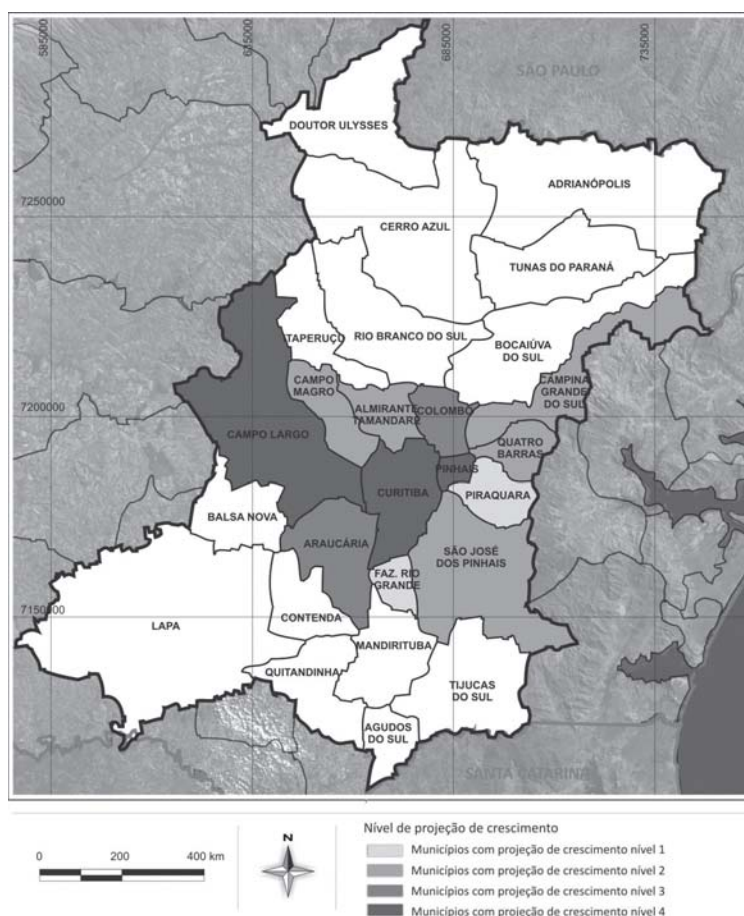 585000
635000
685000
735000
SÃO PAULO
DOUTOR ULYSSES
ADRIANÓPOLIS
7250000
CERRO AZUL
TUNAS DO PARANÁ
ITAPERUÇU
RIO BRANCO DO SUL
BOCAIÚVA
DO SUL
CAMPO
MAGRO
CAMPINA
GRANDE
DO SUL
7200000
ALMIRANTE
TAMANDARÉ
COLOMBO
CAMPO LARGO
QUATRO
BARRAS
PINHAIS
CURITIBA
PIRAQUARA
BALSA NOVA
ARAUCÁRIA
SÃO JOSÉ
DOS PINHAIS
FAZ. RIO
GRANDE
7150000
LAPA
CONTENDA
MANDIRITUBA
QUITANDINHA
TIJUCAS
DO SUL
AGUDOS
DO SUL
SANTA CATARINA
0 200 400 km
N
Nível de projeção de crescimento
Municípios com projeção de crescimento nível 1
Municípios com projeção de crescimento nível 2
Municípios com projeção de crescimento nível 3
Municípios com projeção de crescimento nível 4